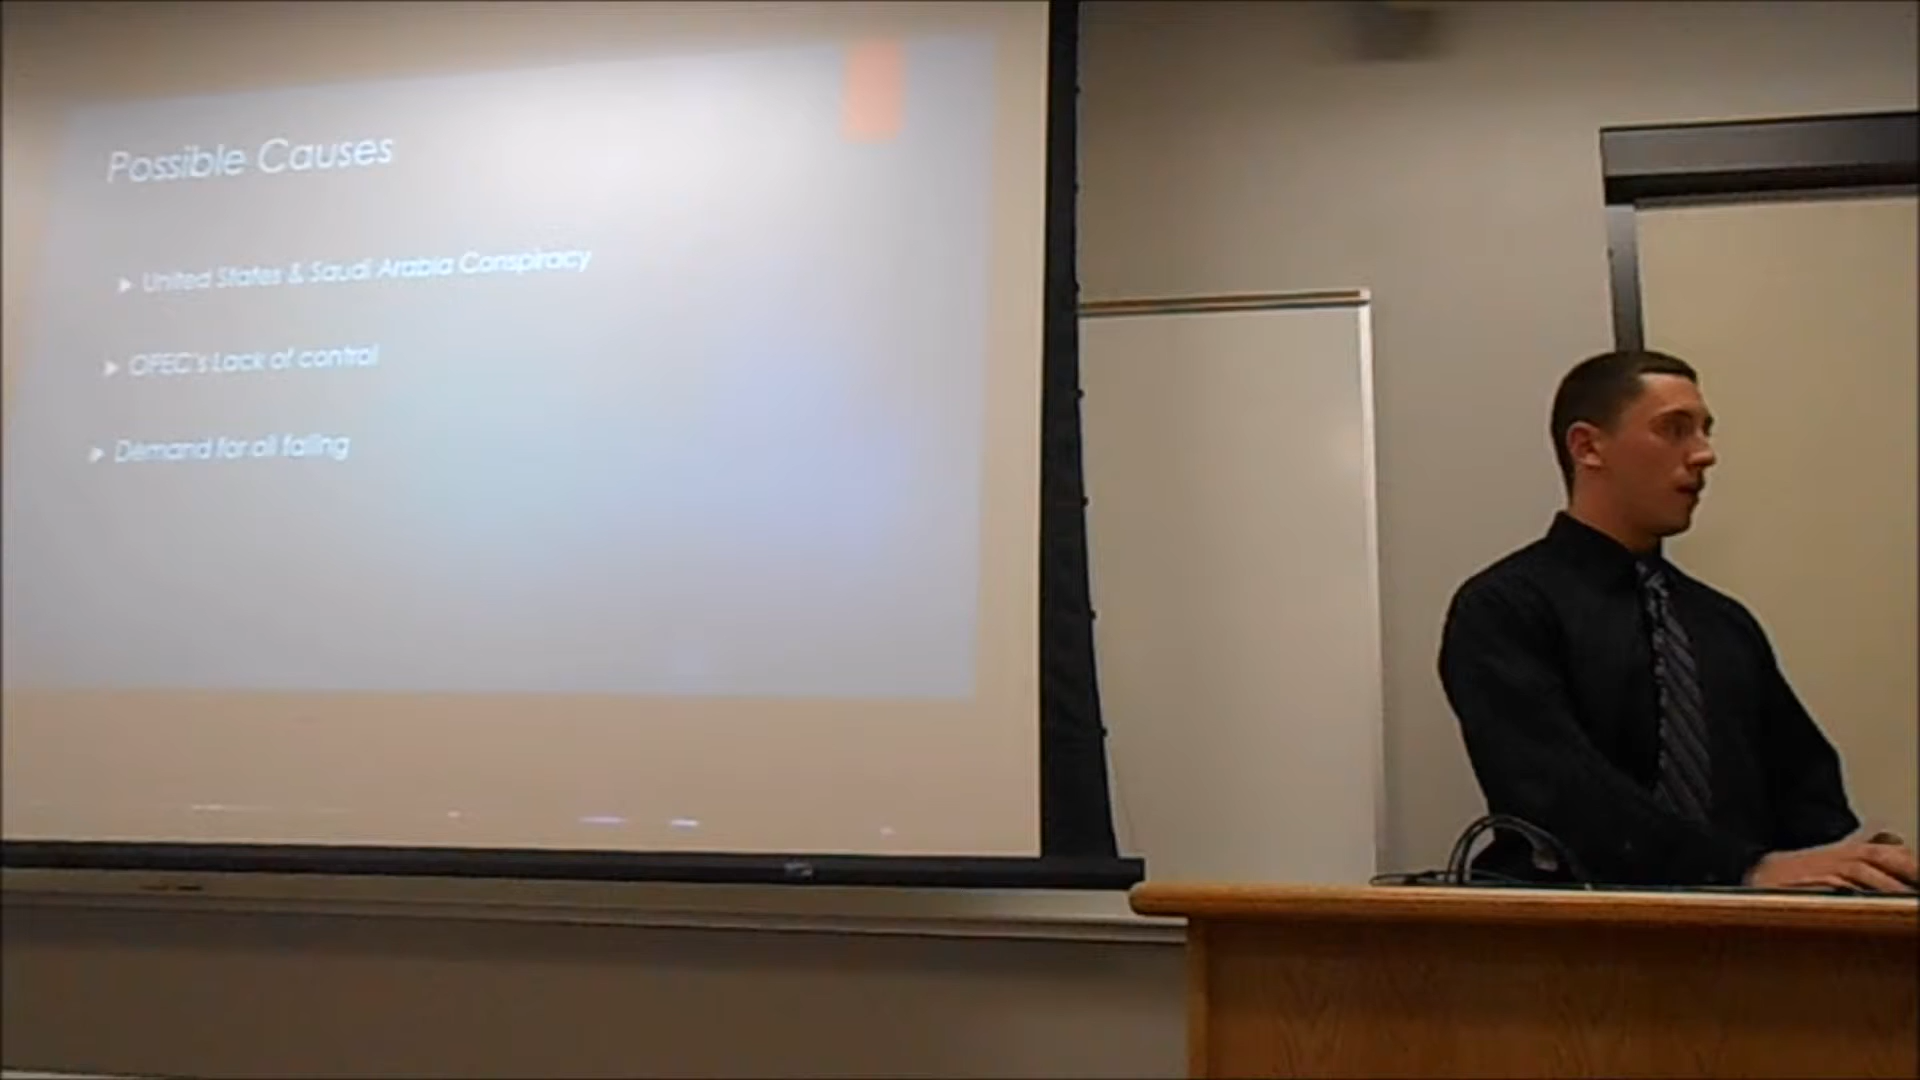 Possible Causes
United States & Saudi Arabia Conspiracy
OPEC's Lack of control
Demand for oil falling